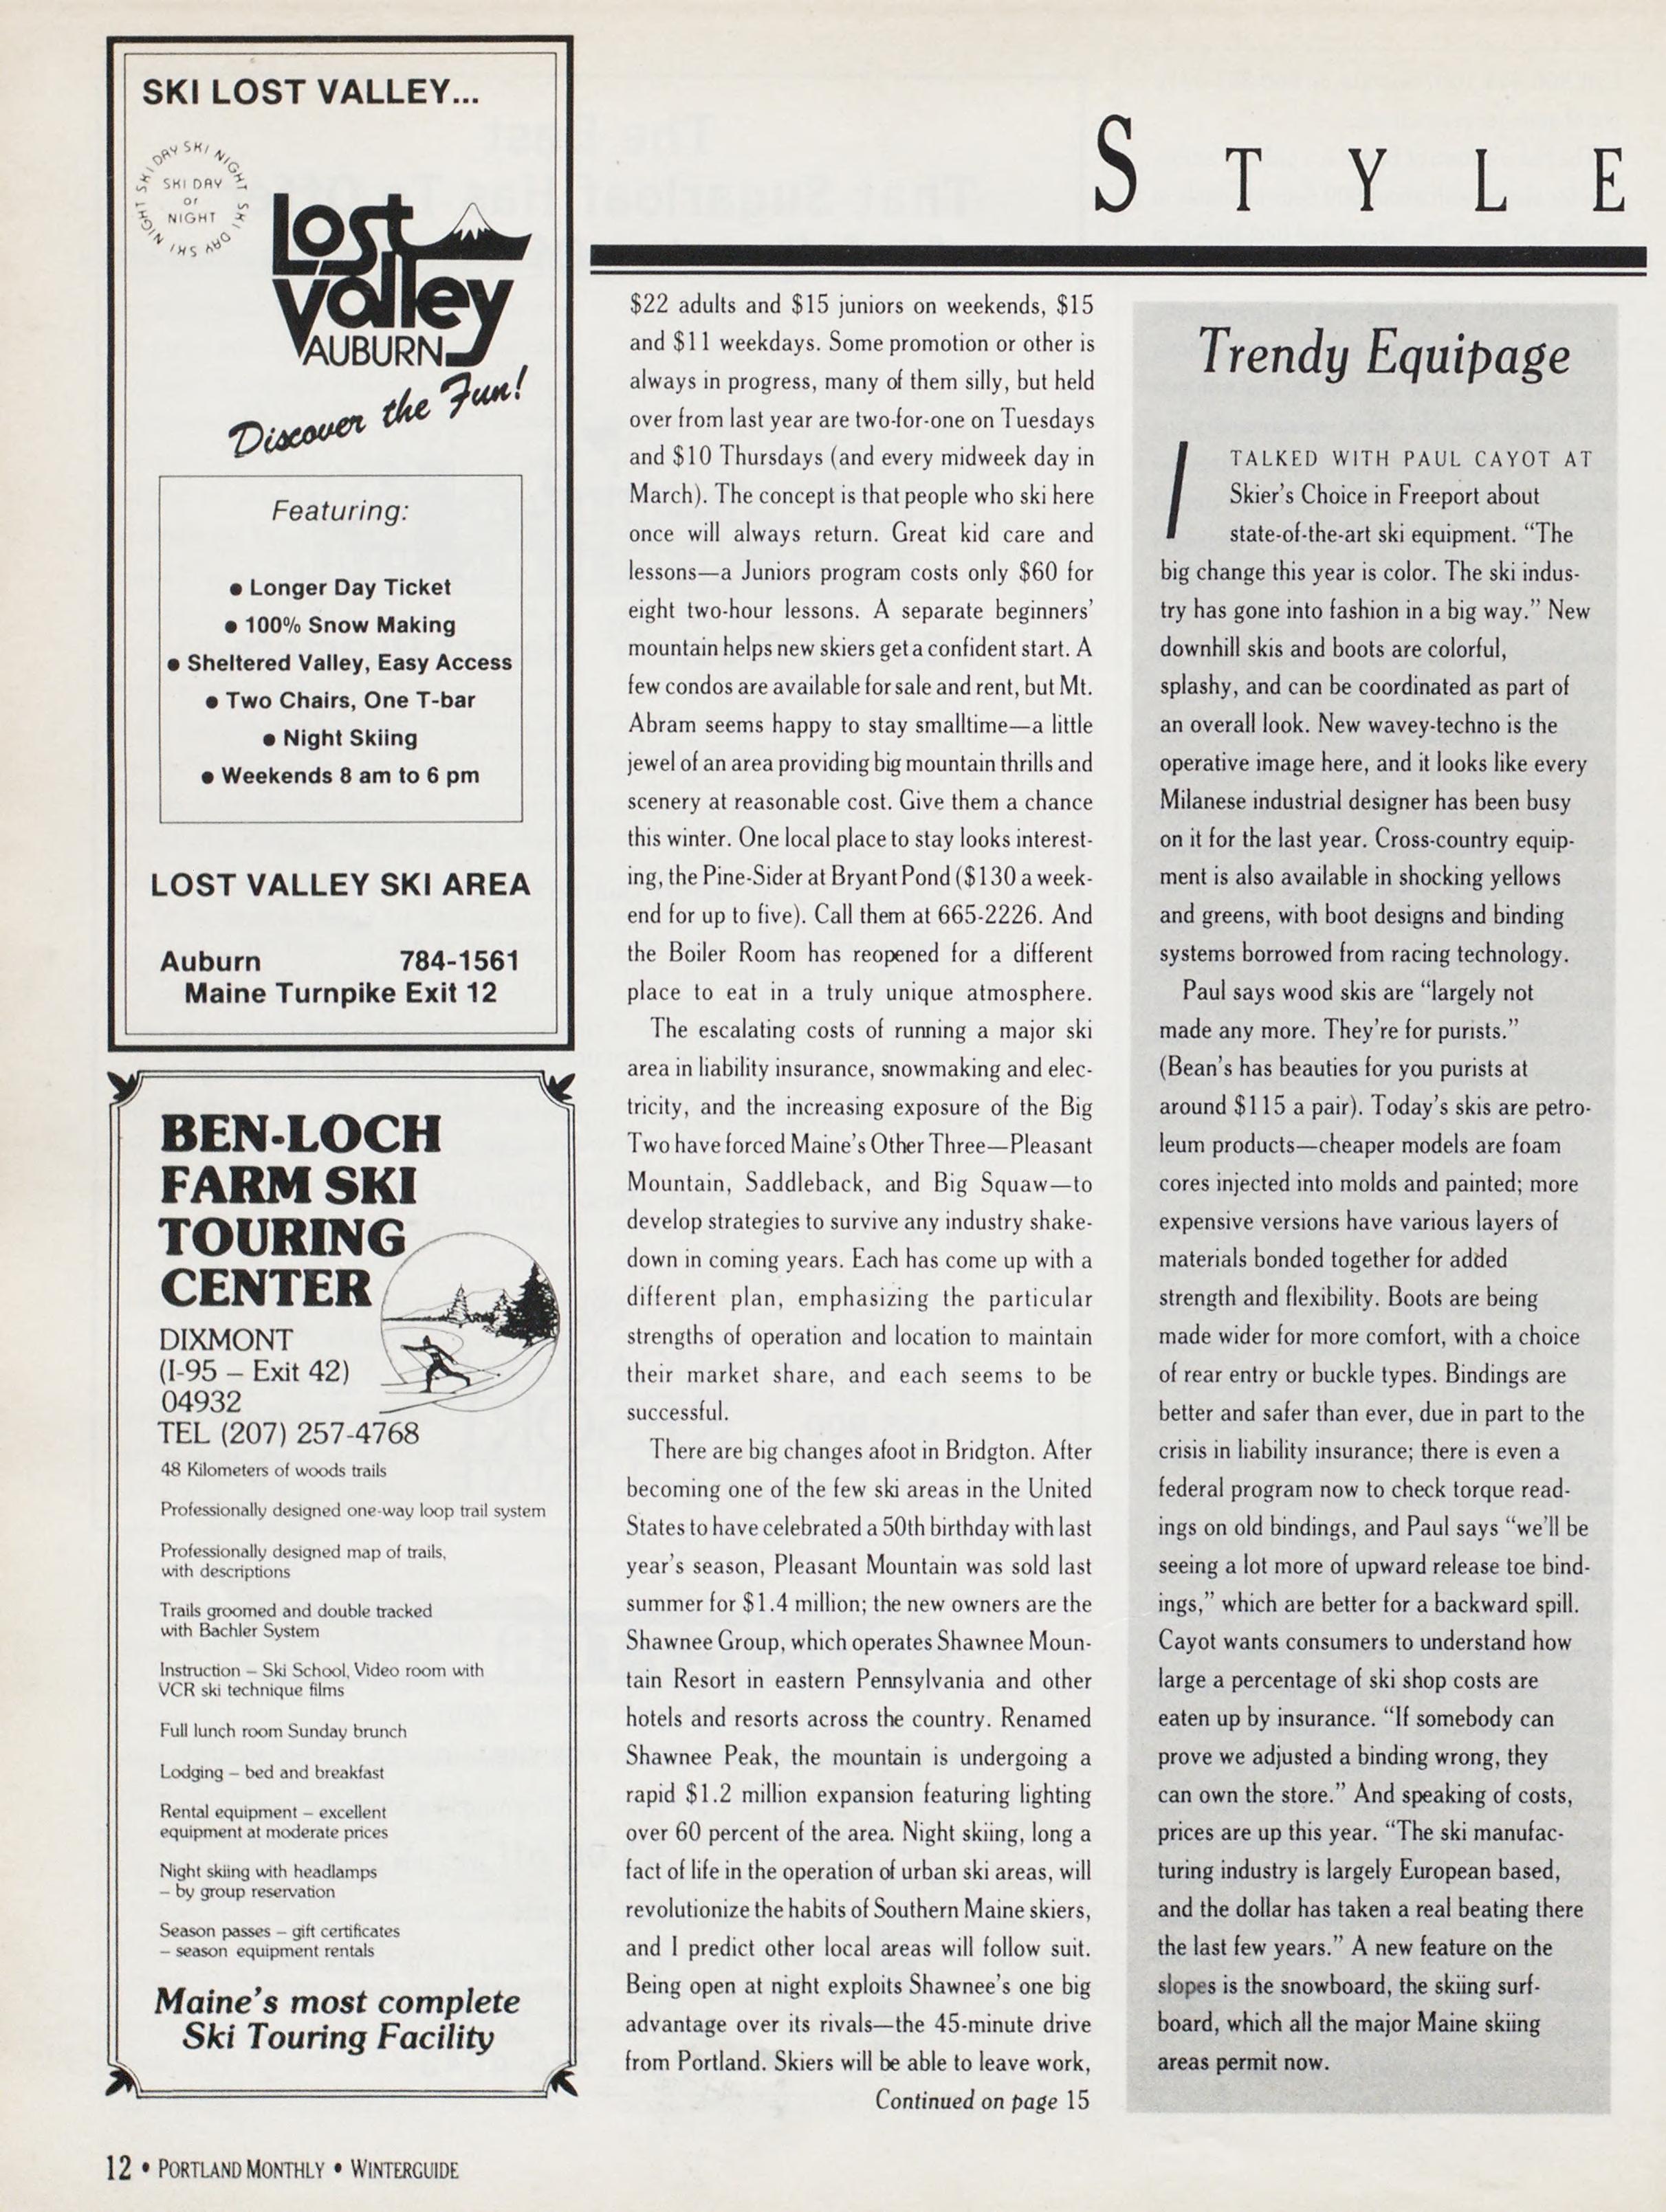 SKI LOST VALLEY...
SKI DAY SKI NIGHT SKI DAY SKI NIGHT
SKI DAY
or
NIGHT
Lost
Valley
AUBURN
Discover the Fun!
Featuring:
● Longer Day Ticket
● 100% Snow Making
● Sheltered Valley, Easy Access
● Two Chairs, One T-bar
● Night Skiing
● Weekends 8 am to 6 pm
LOST VALLEY SKI AREA
Auburn 784-1561
Maine Turnpike Exit 12
BEN-LOCH
FARM SKI
TOURING
CENTER
DIXMONT
(I-95 – Exit 42)
04932
TEL (207) 257-4768
48 Kilometers of woods trails
Professionally designed one-way loop trail system
Professionally designed map of trails,
with descriptions
Trails groomed and double tracked
with Bachler System
Instruction – Ski School, Video room with
VCR ski technique films
Full lunch room Sunday brunch
Lodging – bed and breakfast
Rental equipment – excellent
equipment at moderate prices
Night skiing with headlamps
– by group reservation
Season passes – gift certificates
– season equipment rentals
Maine's most complete
Ski Touring Facility
STYLE
$22 adults and $15 juniors on weekends, $15
and $11 weekdays. Some promotion or other is
always in progress, many of them silly, but held
over from last year are two-for-one on Tuesdays
and $10 Thursdays (and every midweek day in
March). The concept is that people who ski here
once will always return. Great kid care and
lessons—a Juniors program costs only $60 for
eight two-hour lessons. A separate beginners'
mountain helps new skiers get a confident start. A
few condos are available for sale and rent, but Mt.
Abram seems happy to stay smalltime—a little
jewel of an area providing big mountain thrills and
scenery at reasonable cost. Give them a chance
this winter. One local place to stay looks interest-
ing, the Pine-Sider at Bryant Pond ($130 a week-
end for up to five). Call them at 665-2226. And
the Boiler Room has reopened for a different
place to eat in a truly unique atmosphere.
The escalating costs of running a major ski
area in liability insurance, snowmaking and elec-
tricity, and the increasing exposure of the Big
Two have forced Maine's Other Three—Pleasant
Mountain, Saddleback, and Big Squaw—to
develop strategies to survive any industry shake-
down in coming years. Each has come up with a
different plan, emphasizing the particular
strengths of operation and location to maintain
their market share, and each seems to be
successful.
There are big changes afoot in Bridgton. After
becoming one of the few ski areas in the United
States to have celebrated a 50th birthday with last
year's season, Pleasant Mountain was sold last
summer for $1.4 million; the new owners are the
Shawnee Group, which operates Shawnee Moun-
tain Resort in eastern Pennsylvania and other
hotels and resorts across the country. Renamed
Shawnee Peak, the mountain is undergoing a
rapid $1.2 million expansion featuring lighting
over 60 percent of the area. Night skiing, long a
fact of life in the operation of urban ski areas, will
revolutionize the habits of Southern Maine skiers,
and I predict other local areas will follow suit.
Being open at night exploits Shawnee's one big
advantage over its rivals—the 45-minute drive
from Portland. Skiers will be able to leave work,
Continued on page 15
Trendy Equipage
I TALKED WITH PAUL CAYOT AT
Skier's Choice in Freeport about
state-of-the-art ski equipment. "The
big change this year is color. The ski indus-
try has gone into fashion in a big way." New
downhill skis and boots are colorful,
splashy, and can be coordinated as part of
an overall look. New wavey-techno is the
operative image here, and it looks like every
Milanese industrial designer has been busy
on it for the last year. Cross-country equip-
ment is also available in shocking yellows
and greens, with boot designs and binding
systems borrowed from racing technology.
Paul says wood skis are "largely not
made any more. They're for purists."
(Bean's has beauties for you purists at
around $115 a pair). Today's skis are petro-
leum products—cheaper models are foam
cores injected into molds and painted; more
expensive versions have various layers of
materials bonded together for added
strength and flexibility. Boots are being
made wider for more comfort, with a choice
of rear entry or buckle types. Bindings are
better and safer than ever, due in part to the
crisis in liability insurance; there is even a
federal program now to check torque read-
ings on old bindings, and Paul says "we'll be
seeing a lot more of upward release toe bind-
ings," which are better for a backward spill.
Cayot wants consumers to understand how
large a percentage of ski shop costs are
eaten up by insurance. "If somebody can
prove we adjusted a binding wrong, they
can own the store." And speaking of costs,
prices are up this year. "The ski manufac-
turing industry is largely European based,
and the dollar has taken a real beating there
the last few years." A new feature on the
slopes is the snowboard, the skiing surf-
board, which all the major Maine skiing
areas permit now.
12 • PORTLAND MONTHLY • WINTERGUIDE